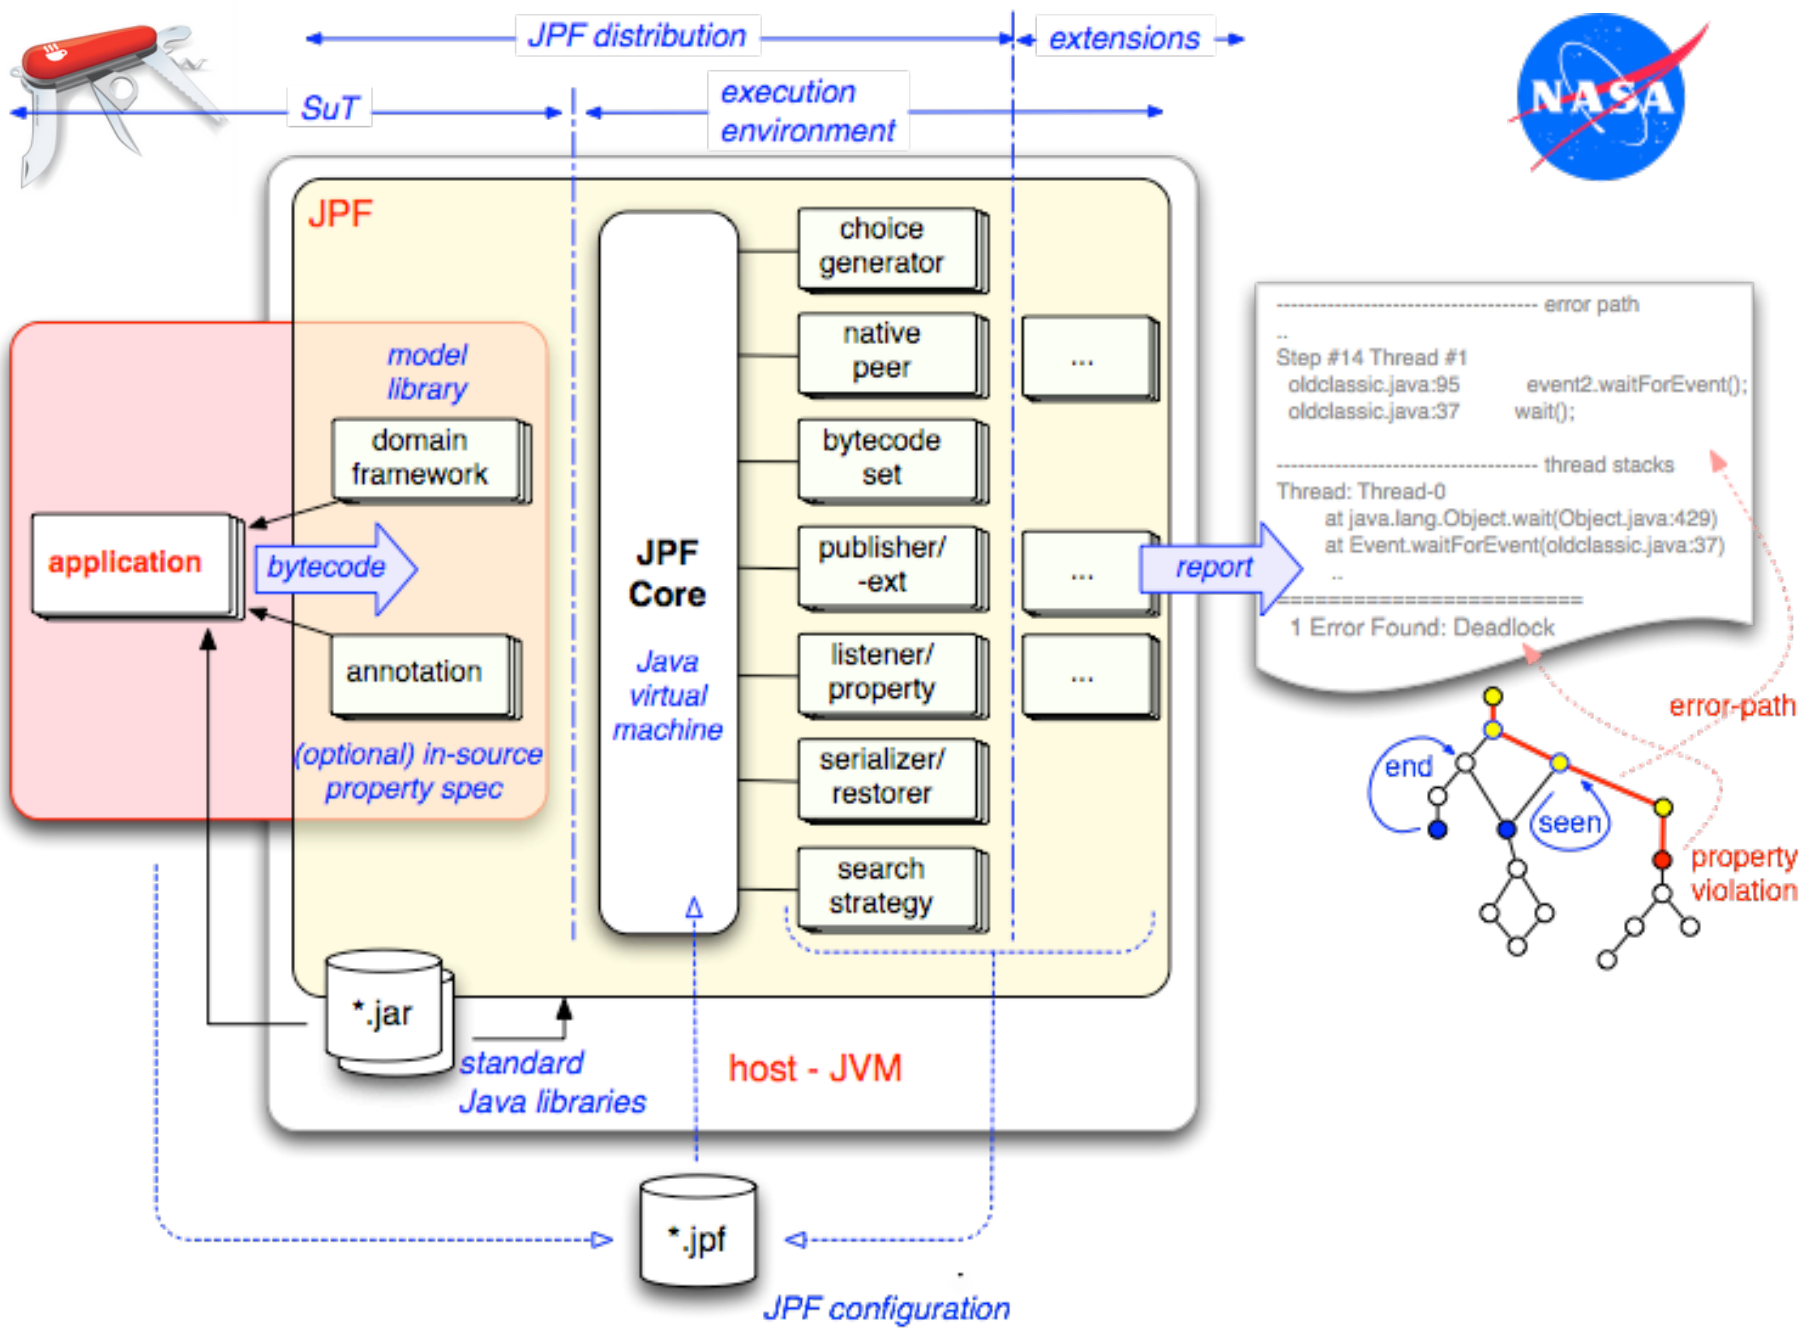 JPF distribution
extensions
SuT
execution
environment
NASA
JPF
choice
generator
native
peer
...
model
library
domain
framework
bytecode
set
application
bytecode
JPF
Core
Java
virtual
machine
publisher/
-ext
...
report
annotation
listener/
property
...
(optional) in-source
property spec
serializer/
restorer
search
strategy
*.jar
standard
Java libraries
host - JVM
*.jpf
JPF configuration
------------------------------------ error path
..
Step #14 Thread #1
oldclassic.java:95 event2.waitForEvent();
oldclassic.java:37 wait();
------------------------------------ thread stacks
Thread: Thread-0
at java.lang.Object.wait(Object.java:429)
at Event.waitForEvent(oldclassic.java:37)
..
========================
1 Error Found: Deadlock
error-path
end
seen
property
violation